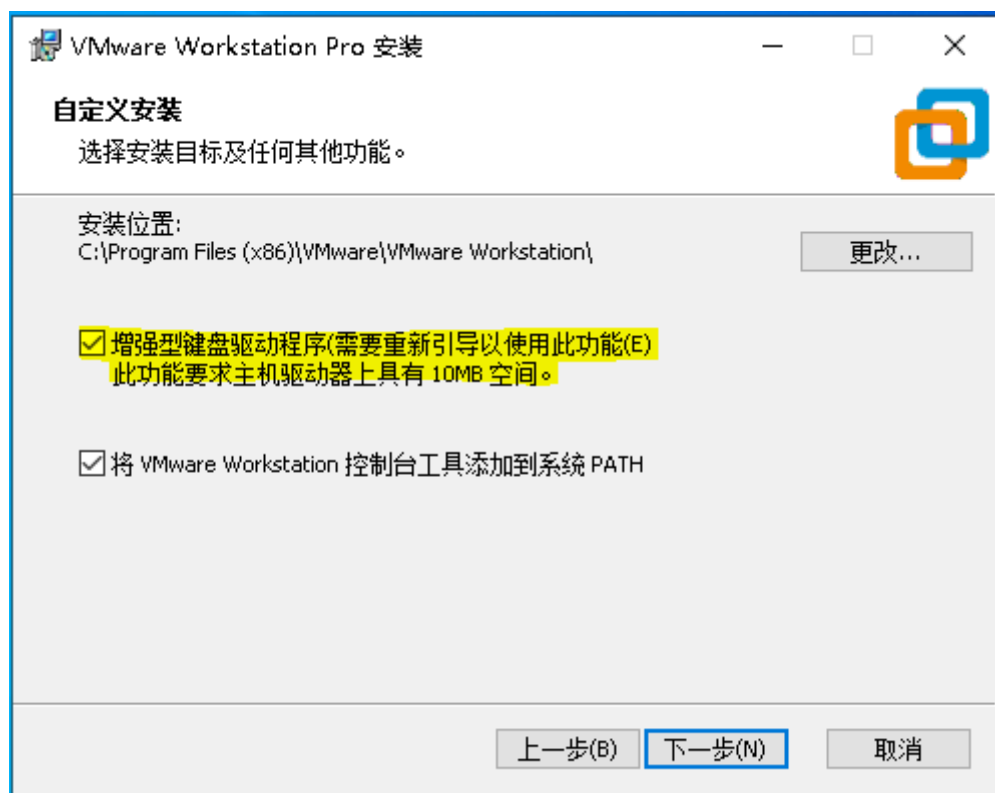 VMware Workstation Pro 安装
自定义安装
选择安装目标及任何其他功能。
安装位置:
C:\Program Files (x86)\VMware\VMware Workstation\
更改...
增强型键盘驱动程序(需要重新引导以使用此功能(E)
此功能要求主机驱动器上具有 10MB 空间。
将 VMware Workstation 控制台工具添加到系统 PATH
上一步(B)
下一步(N)
取消